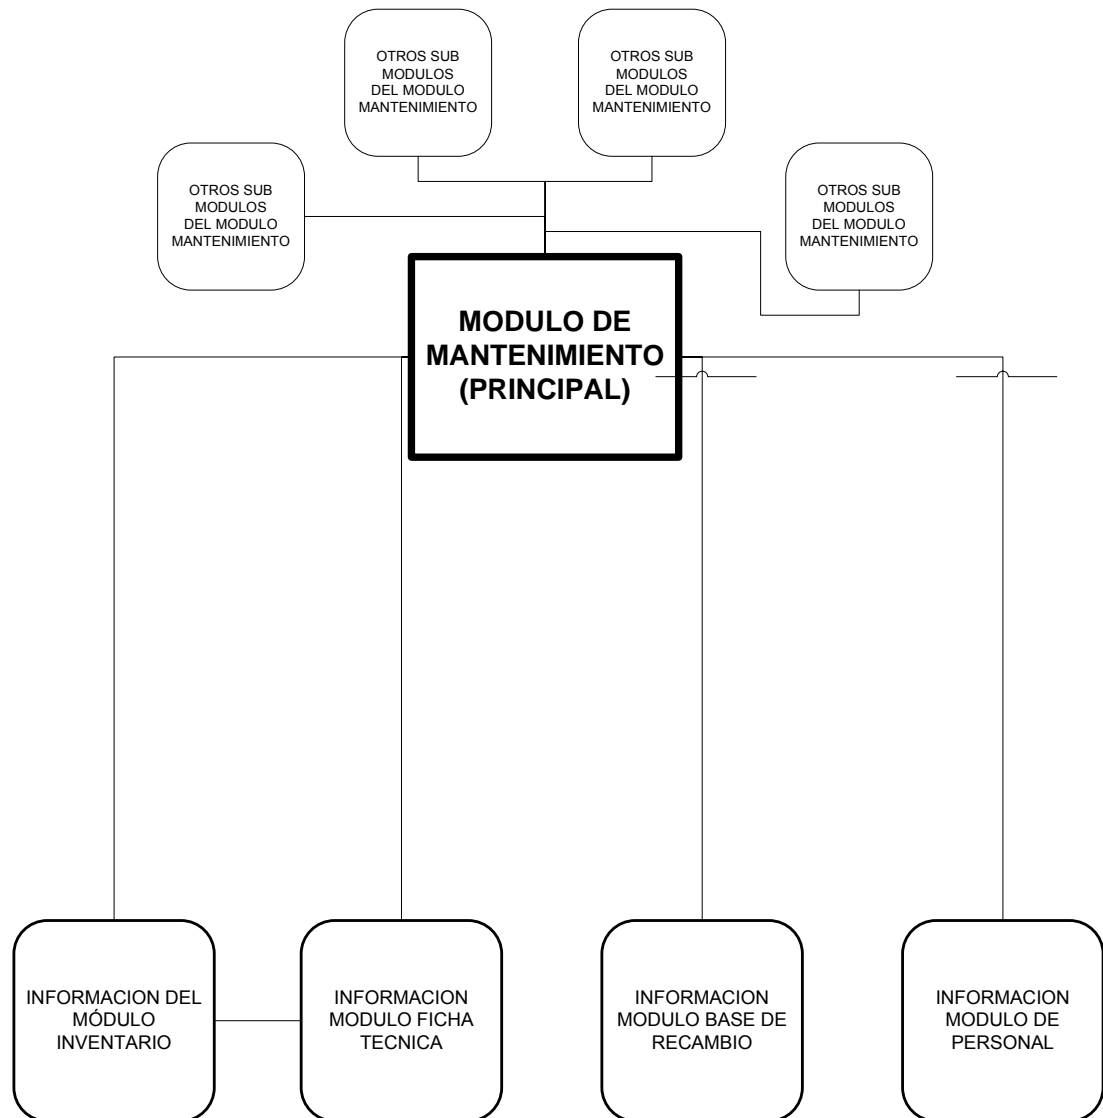 OTROS SUB
MODULOS
DEL MODULO
MANTENIMIENTO
OTROS SUB
MODULOS
DEL MODULO
MANTENIMIENTO
OTROS SUB
MODULOS
DEL MODULO
MANTENIMIENTO
OTROS SUB
MODULOS
DEL MODULO
MANTENIMIENTO
MODULO DE
MANTENIMIENTO
(PRINCIPAL)
INFORMACION DEL
MÓDULO
INVENTARIO
INFORMACION
MODULO FICHA
TECNICA
INFORMACION
MODULO BASE DE
RECAMBIO
INFORMACION
MODULO DE
PERSONAL